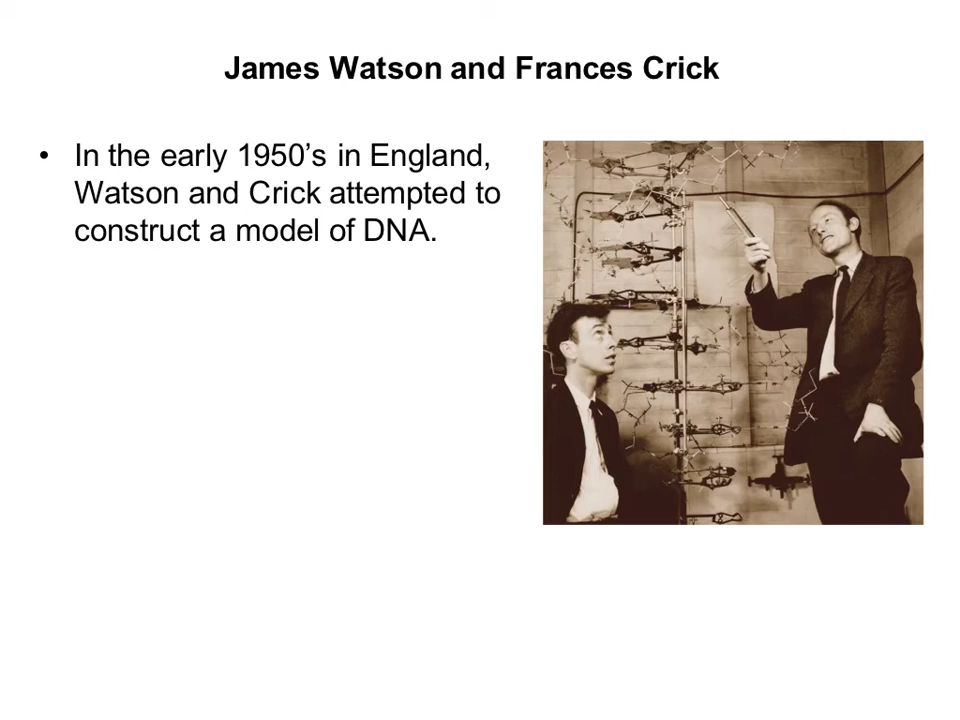 James Watson and Frances Crick
• In the early 1950’s in England,
Watson and Crick attempted to
construct a model of DNA.